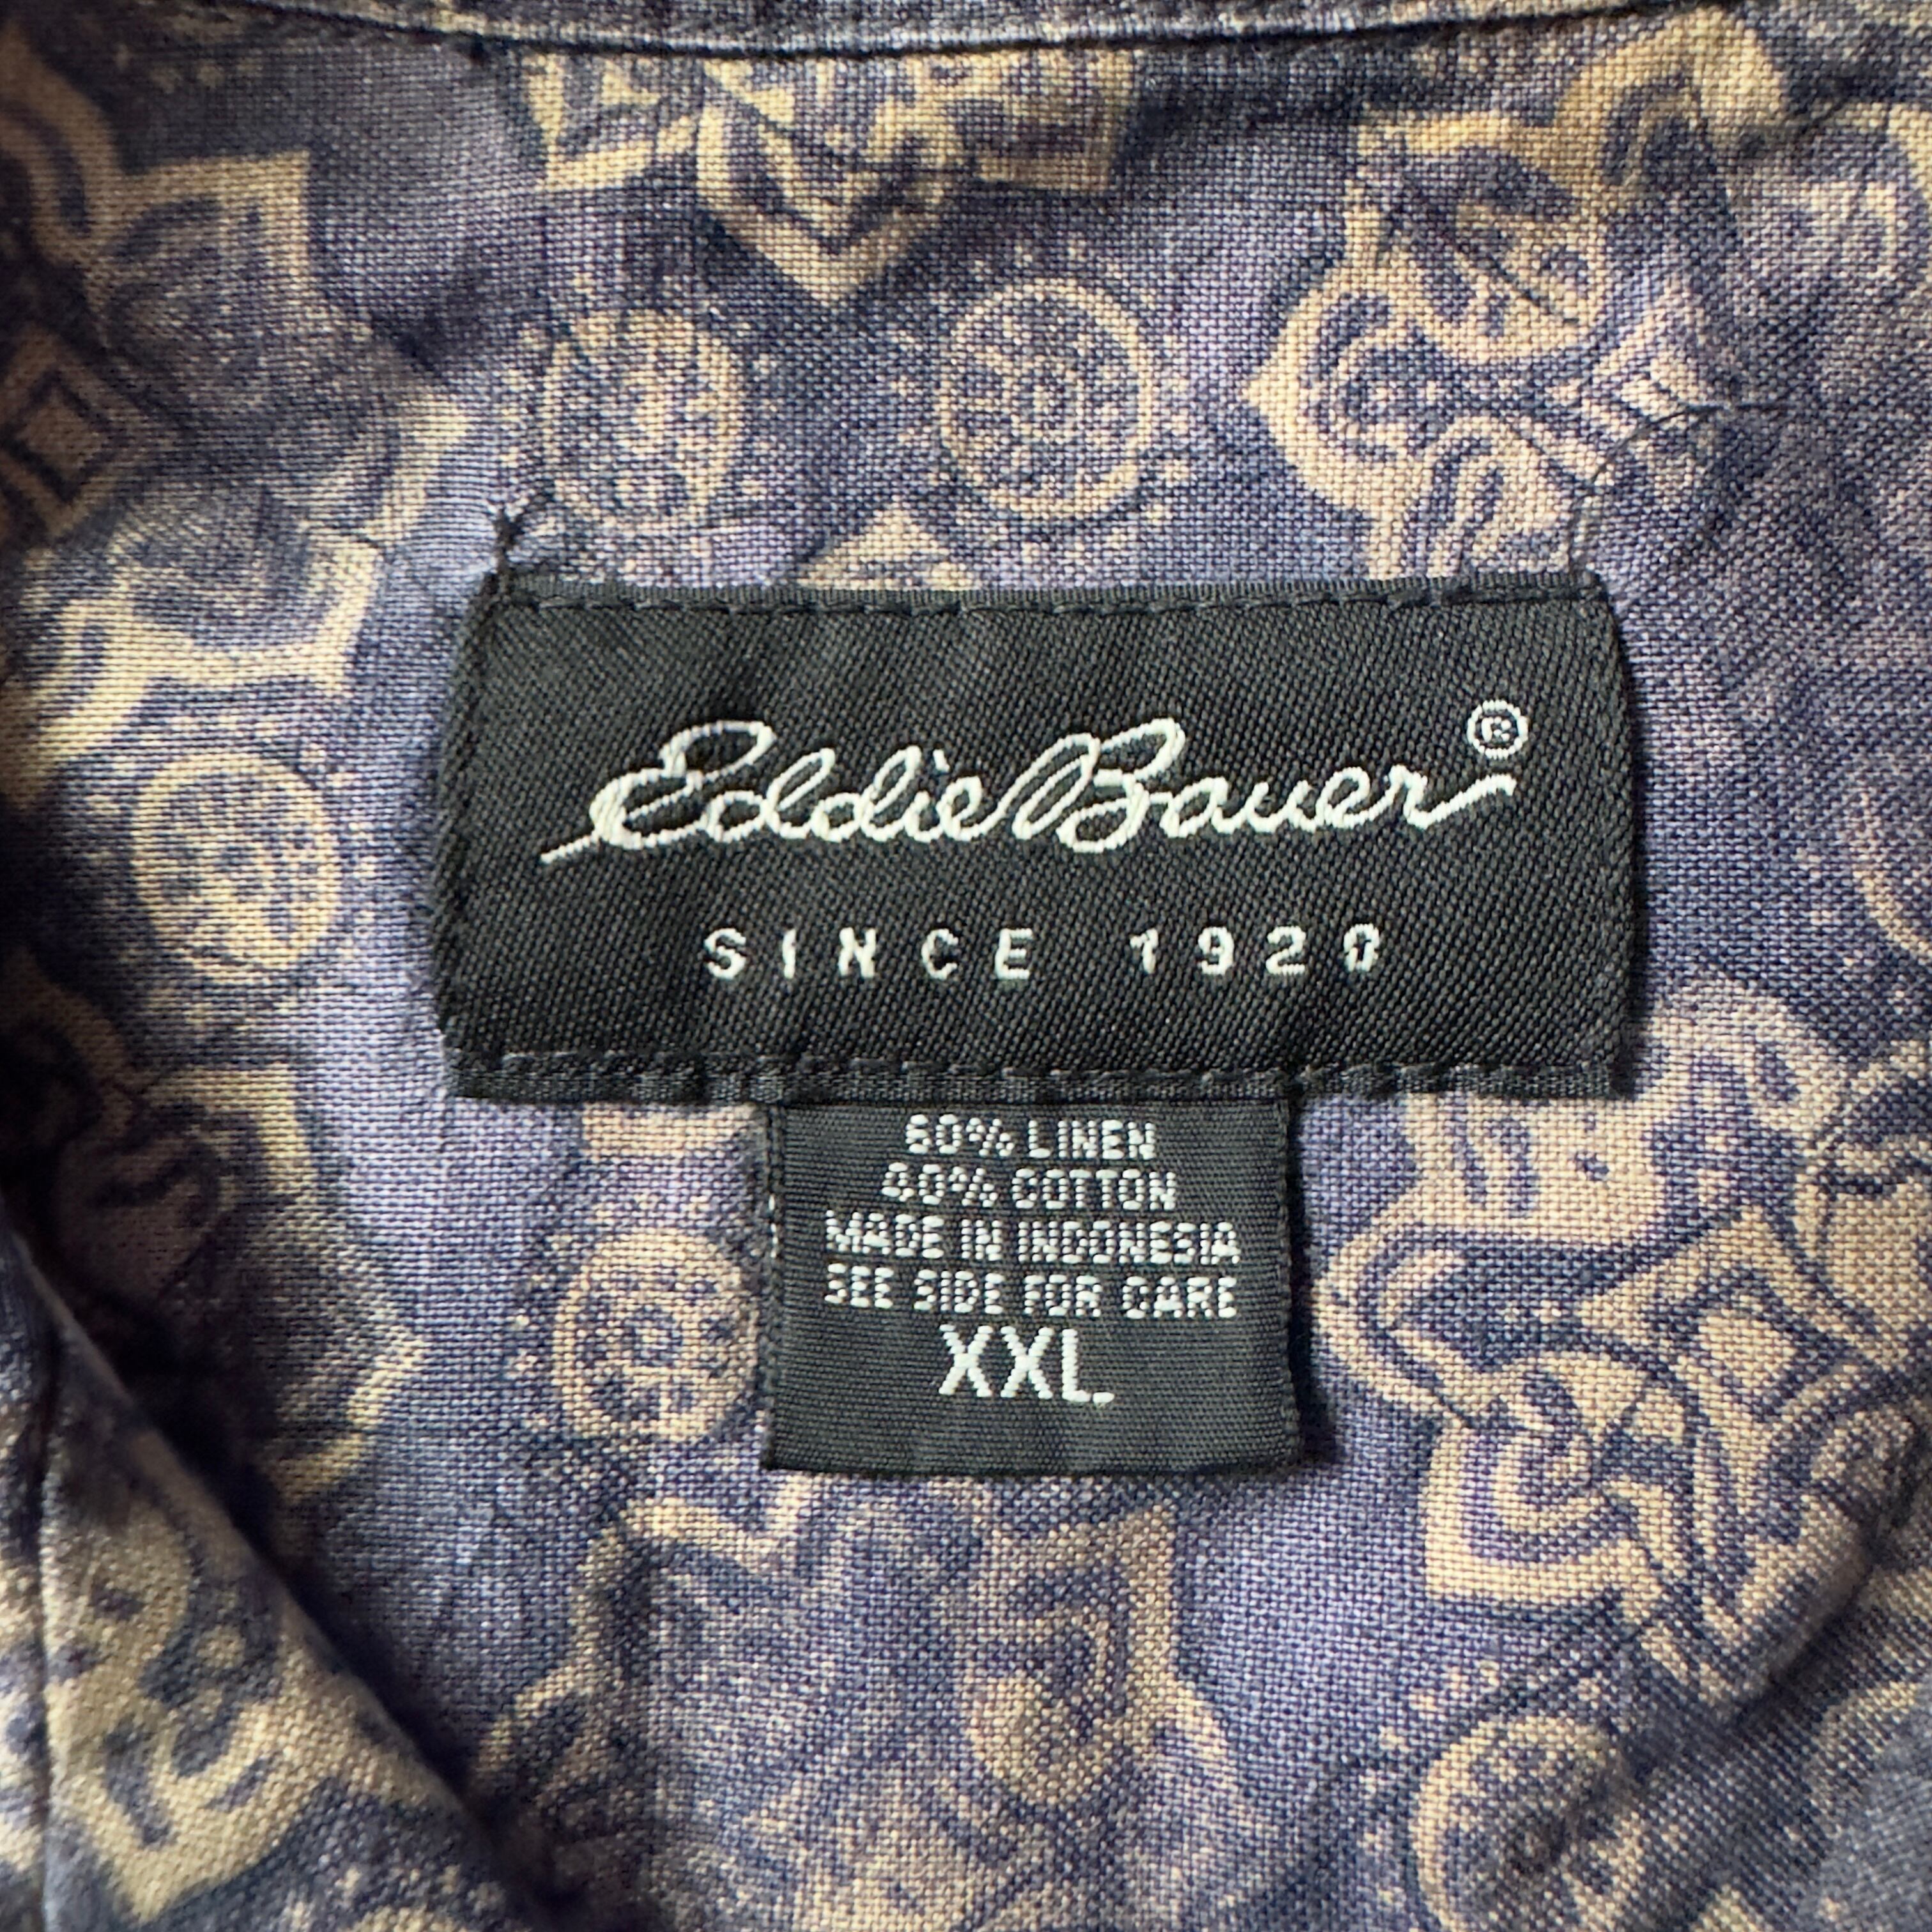 Eddie Bauer®
SINCE 1920
60% LINEN
40% COTTON
MADE IN INDONESIA
SEE SIDE FOR CARE
XXL